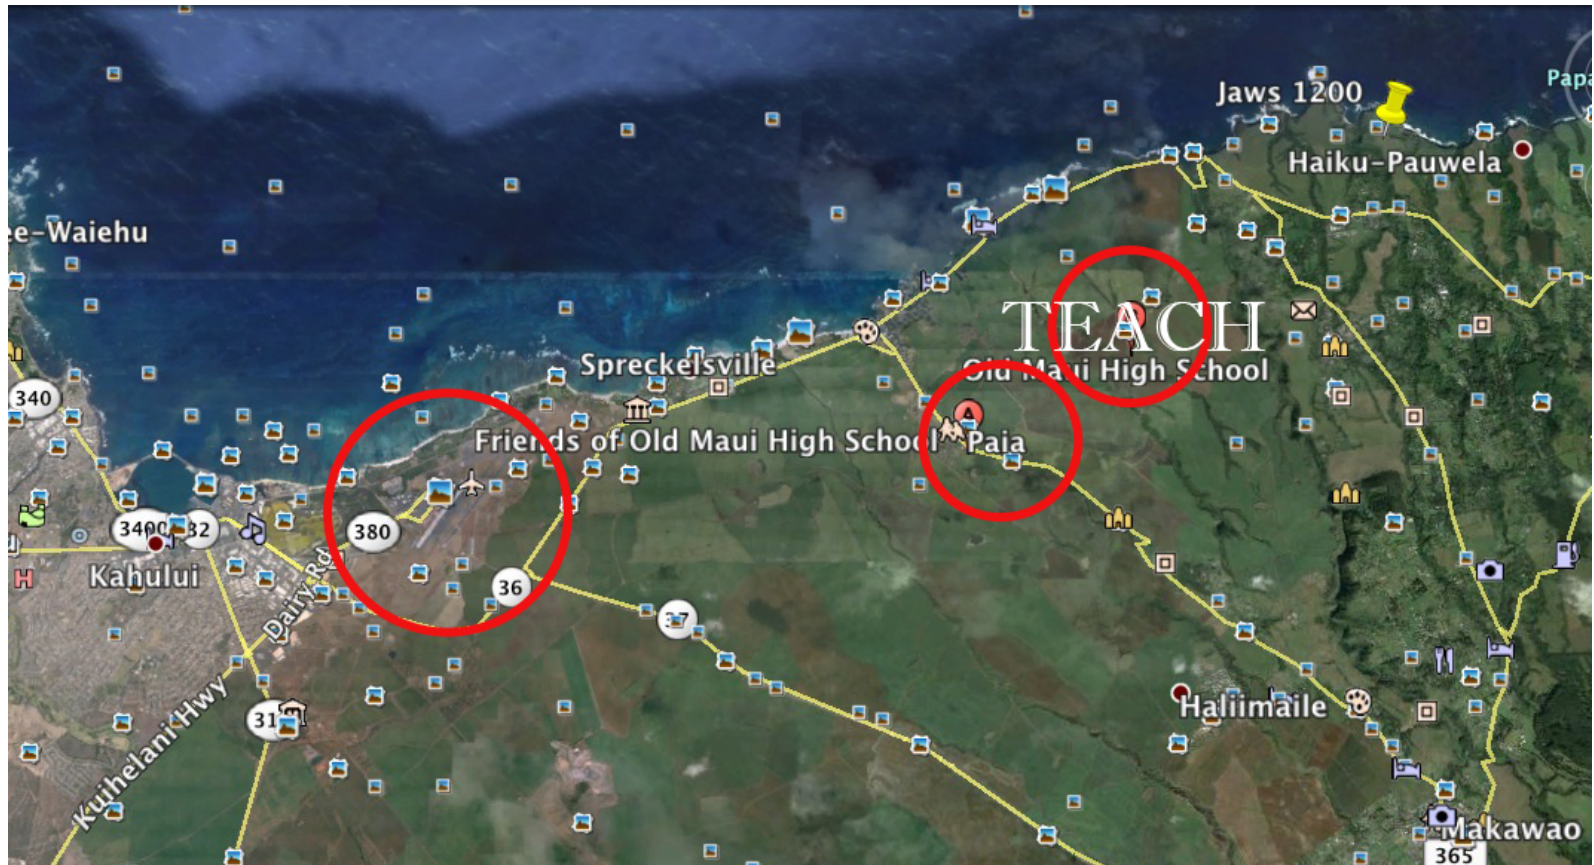 Jaws 1200
Papa
Haiku-Pauwela
ee-Waiehu
TEACH
Old Maui High School
Spreckelsville
340
A
Friends of Old Maui High School
Paia
3400
32
380
Kahului
H
Dairy Rd
36
37
Haliimaile
Kuihelani Hwy
31
Makawao
365